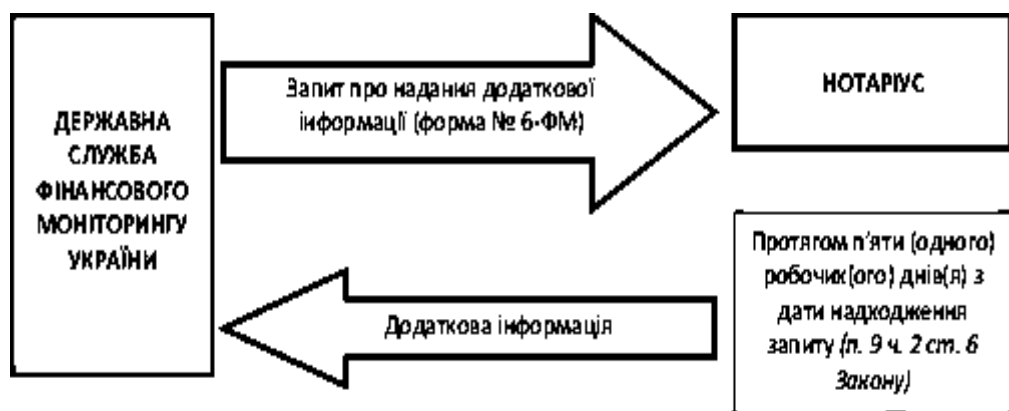 ДЕРЖАВНА
СЛУЖБА
ФІНАНСОВОГО
МОНІТОРИНГУ
УКРАЇНИ
Запит про надання додаткової
інформації (форма № 6-ФМ)
НОТАРІУС
Додаткова інформація
Протягом п’яти (одного)
робочих(ого) днів(я) з
дати надходження
запиту (п. 9 ч. 2 ст. 6
Закону)